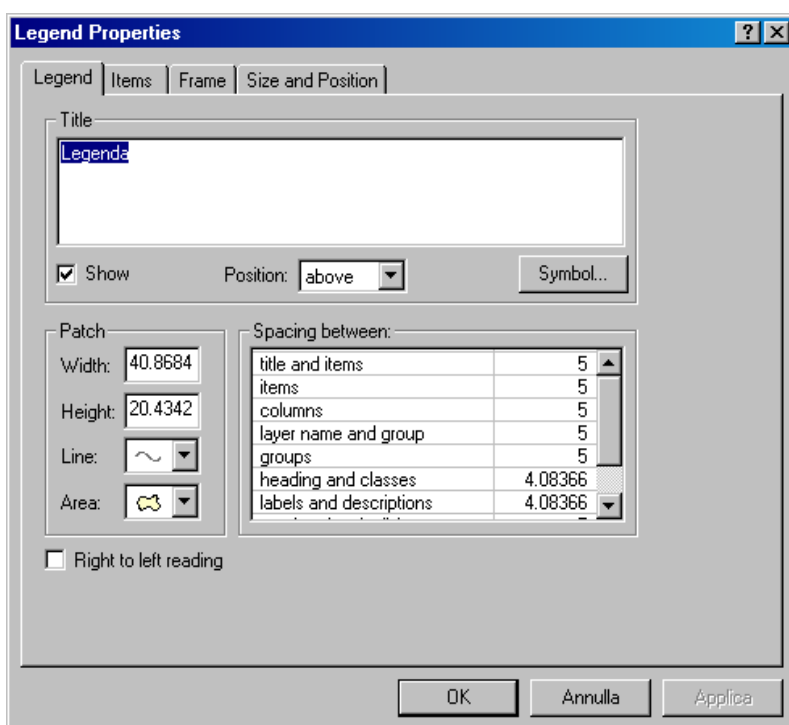 Legend Properties
Legend Items Frame Size and Position
Title
Legenda
Show Position: above Symbol...
Patch
Width: 40.8684
Height: 20.4342
Line:
Area:
Spacing between:
title and items 5
items 5
columns 5
layer name and group 5
groups 5
heading and classes 4.08366
labels and descriptions 4.08366
Right to left reading
OK Annulla Applica